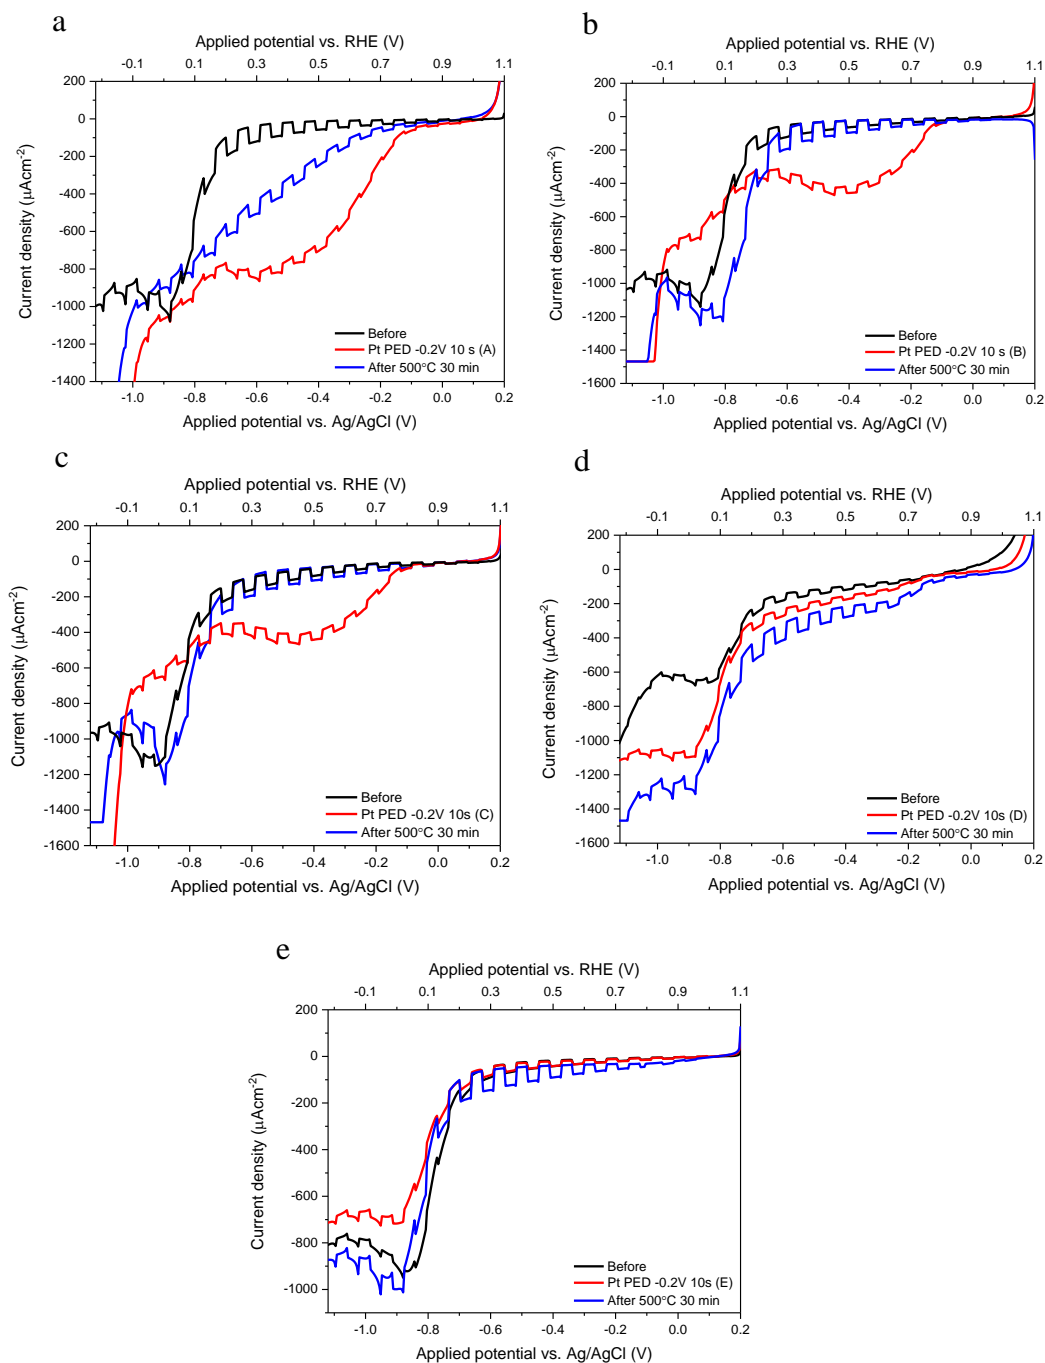 a
Applied potential vs. RHE (V)
-0.1 0.1 0.3 0.5 0.7 0.9 1.1
200
0
-200
-400
-600
-800
-1000
-1200
-1400
Current density (µAcm-2)
Before
Pt PED -0.2V 10 s (A)
After 500°C 30 min
-1.0 -0.8 -0.6 -0.4 -0.2 0.0 0.2
Applied potential vs. Ag/AgCl (V)
b
Applied potential vs. RHE (V)
-0.1 0.1 0.3 0.5 0.7 0.9 1.1
200
0
-200
-400
-600
-800
-1000
-1200
-1400
-1600
Current density (µAcm-2)
Before
Pt PED -0.2V 10 s (B)
After 500°C 30 min
-1.0 -0.8 -0.6 -0.4 -0.2 0.0 0.2
Applied potential vs. Ag/AgCl (V)
c
Applied potential vs. RHE (V)
-0.1 0.1 0.3 0.5 0.7 0.9 1.1
200
0
-200
-400
-600
-800
-1000
-1200
-1400
-1600
Current density (µAcm-2)
Before
Pt PED -0.2V 10s (C)
After 500°C 30 min
-1.0 -0.8 -0.6 -0.4 -0.2 0.0 0.2
Applied potential vs. Ag/AgCl (V)
d
Applied potential vs. RHE (V)
-0.1 0.1 0.3 0.5 0.7 0.9 1.1
200
0
-200
-400
-600
-800
-1000
-1200
-1400
-1600
Current density (µAcm-2)
Before
Pt PED -0.2V 10s (D)
After 500°C 30 min
-1.0 -0.8 -0.6 -0.4 -0.2 0.0 0.2
Applied potential vs. Ag/AgCl (V)
e
Applied potential vs. RHE (V)
-0.1 0.1 0.3 0.5 0.7 0.9 1.1
200
0
-200
-400
-600
-800
-1000
Current density (µAcm-2)
Before
Pt PED -0.2V 10s (E)
After 500°C 30 min
-1.0 -0.8 -0.6 -0.4 -0.2 0.0 0.2
Applied potential vs. Ag/AgCl (V)